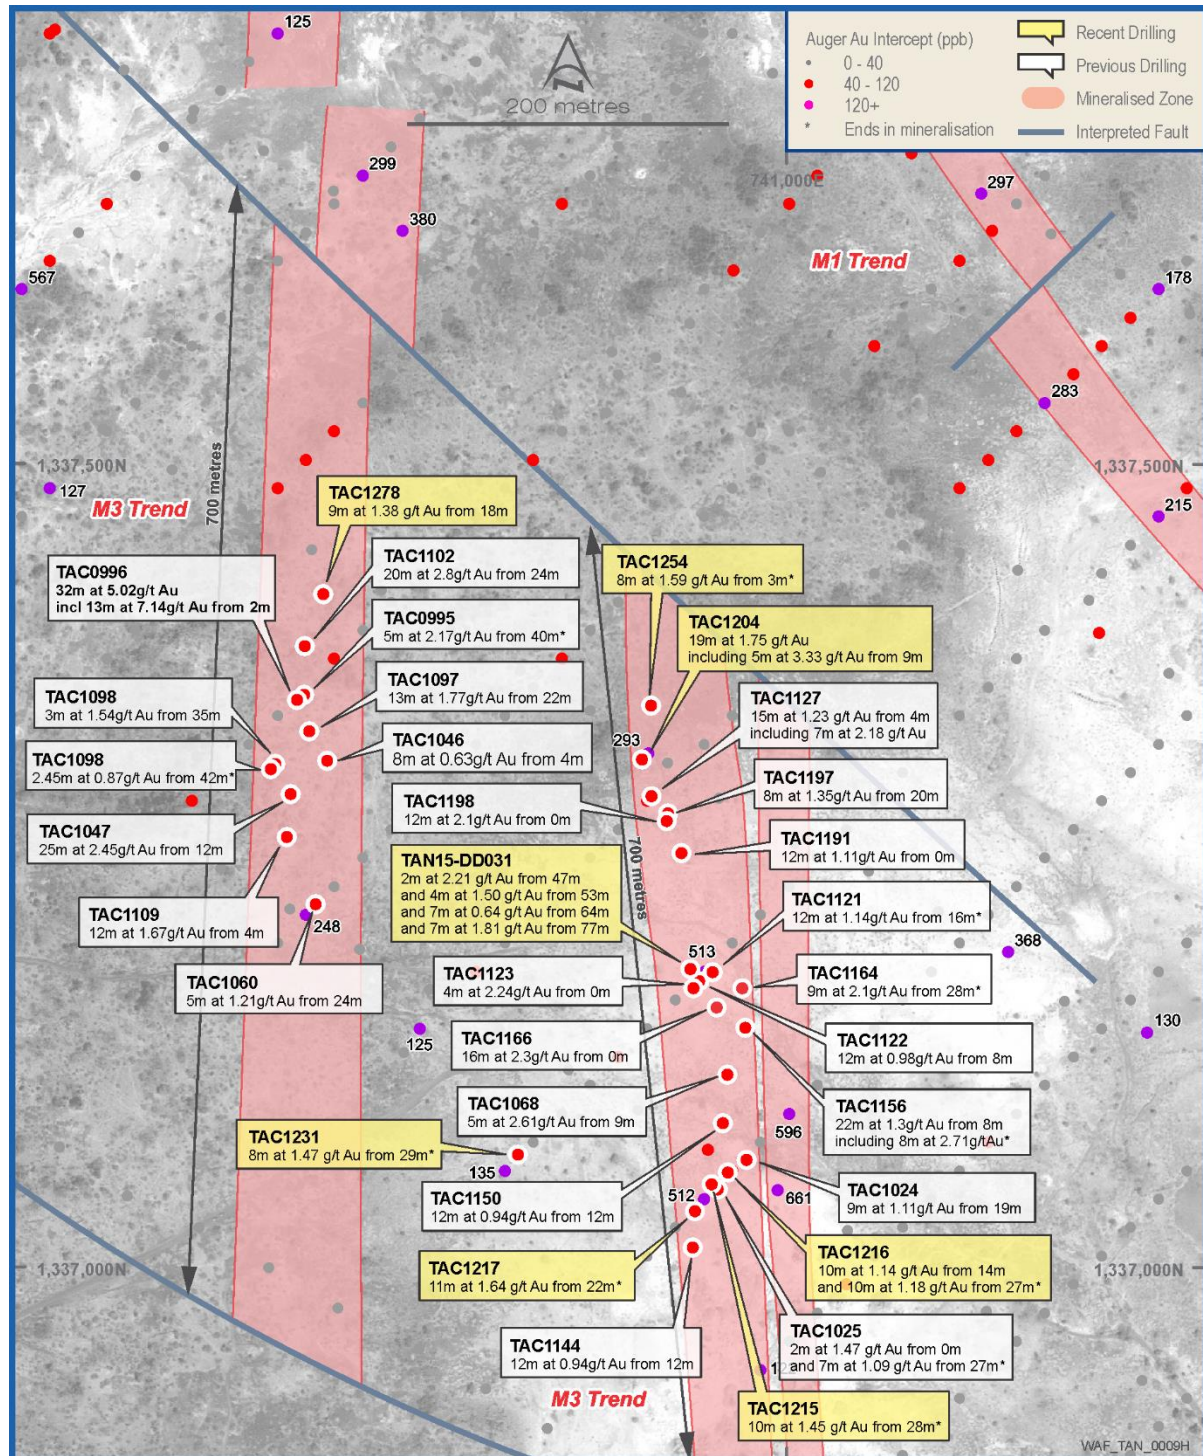 125
Auger Au Intercept (ppb)
0 - 40
40 - 120
120+
* Ends in mineralisation
Recent Drilling
Previous Drilling
Mineralised Zone
Interpreted Fault
200 metres
299
380
567
741,000E
297
M1 Trend
178
283
1,337,500N
1,337,500N
127
M3 Trend
700 metres
215
TAC1278
9m at 1.38 g/t Au from 18m
TAC1102
20m at 2.8g/t Au from 24m
TAC0996
32m at 5.02g/t Au
incl 13m at 7.14g/t Au from 2m
TAC0995
5m at 2.17g/t Au from 40m*
TAC1254
8m at 1.59 g/t Au from 3m*
TAC1204
19m at 1.75 g/t Au
including 5m at 3.33 g/t Au from 9m
TAC1097
13m at 1.77g/t Au from 22m
TAC1098
3m at 1.54g/t Au from 35m
TAC1127
15m at 1.23 g/t Au from 4m
including 7m at 2.18 g/t Au
293
TAC1046
8m at 0.63g/t Au from 4m
TAC1098
2.45m at 0.87g/t Au from 42m*
TAC1197
8m at 1.35g/t Au from 20m
TAC1198
12m at 2.1g/t Au from 0m
TAC1047
25m at 2.45g/t Au from 12m
TAC1191
12m at 1.11g/t Au from 0m
700 metres
TAN15-DD031
2m at 2.21 g/t Au from 47m
and 4m at 1.50 g/t Au from 53m
and 7m at 0.64 g/t Au from 64m
and 7m at 1.81 g/t Au from 77m
TAC1109
12m at 1.67g/t Au from 4m
248
TAC1121
12m at 1.14g/t Au from 16m*
513
368
TAC1060
5m at 1.21g/t Au from 24m
TAC1123
4m at 2.24g/t Au from 0m
TAC1164
9m at 2.1g/t Au from 28m*
125
TAC1166
16m at 2.3g/t Au from 0m
TAC1122
12m at 0.98g/t Au from 8m
130
TAC1068
5m at 2.61g/t Au from 9m
TAC1156
22m at 1.3g/t Au from 8m
including 8m at 2.71g/tAu*
596
TAC1231
8m at 1.47 g/t Au from 29m*
135
TAC1150
12m at 0.94g/t Au from 12m
512
661
TAC1024
9m at 1.11g/t Au from 19m
1,337,000N
1,337,000N
TAC1217
11m at 1.64 g/t Au from 22m*
TAC1216
10m at 1.14 g/t Au from 14m
and 10m at 1.18 g/t Au from 27m*
TAC1144
12m at 0.94g/t Au from 12m
TAC1025
2m at 1.47 g/t Au from 0m
and 7m at 1.09 g/t Au from 27m*
M3 Trend
TAC1215
10m at 1.45 g/t Au from 28m*
WAF_TAN_0009H